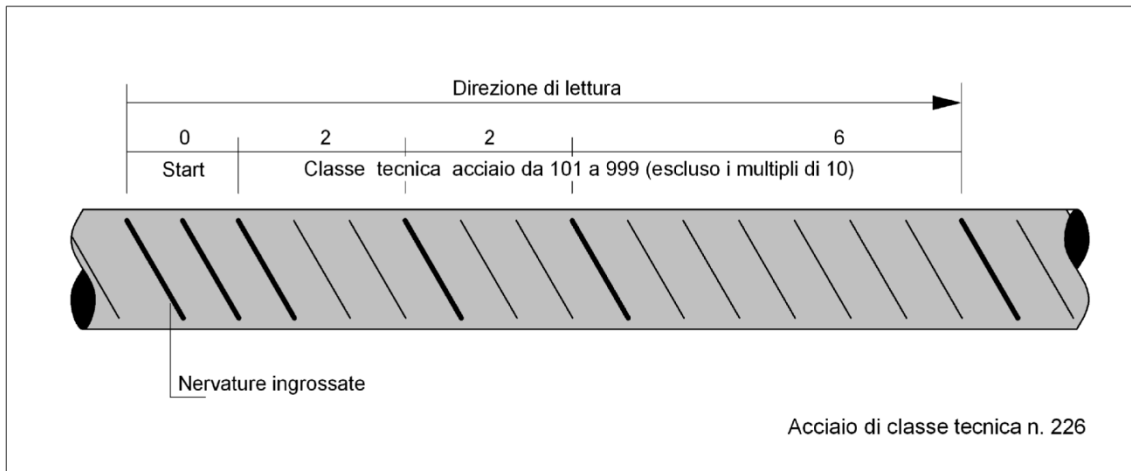 Direzione di lettura
0 2 2 6
Start Classe tecnica acciaio da 101 a 999 (escluso i multipli di 10)
Nervature ingrossate
Acciaio di classe tecnica n. 226